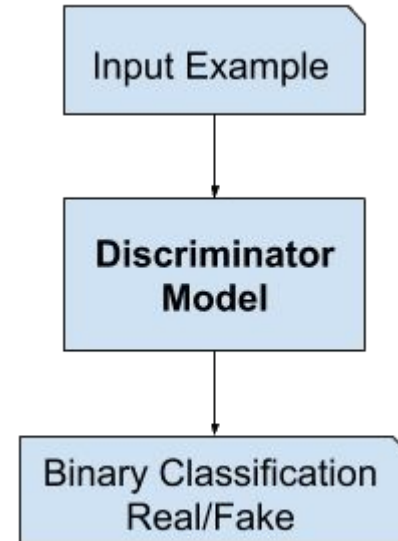 Input Example
Discriminator
Model
Binary Classification
Real/Fake